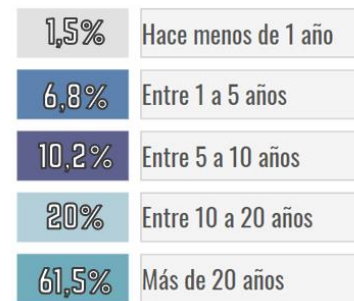 1,5% Hace menos de 1 año
6,8% Entre 1 a 5 años
10,2% Entre 5 a 10 años
20% Entre 10 a 20 años
61,5% Más de 20 años